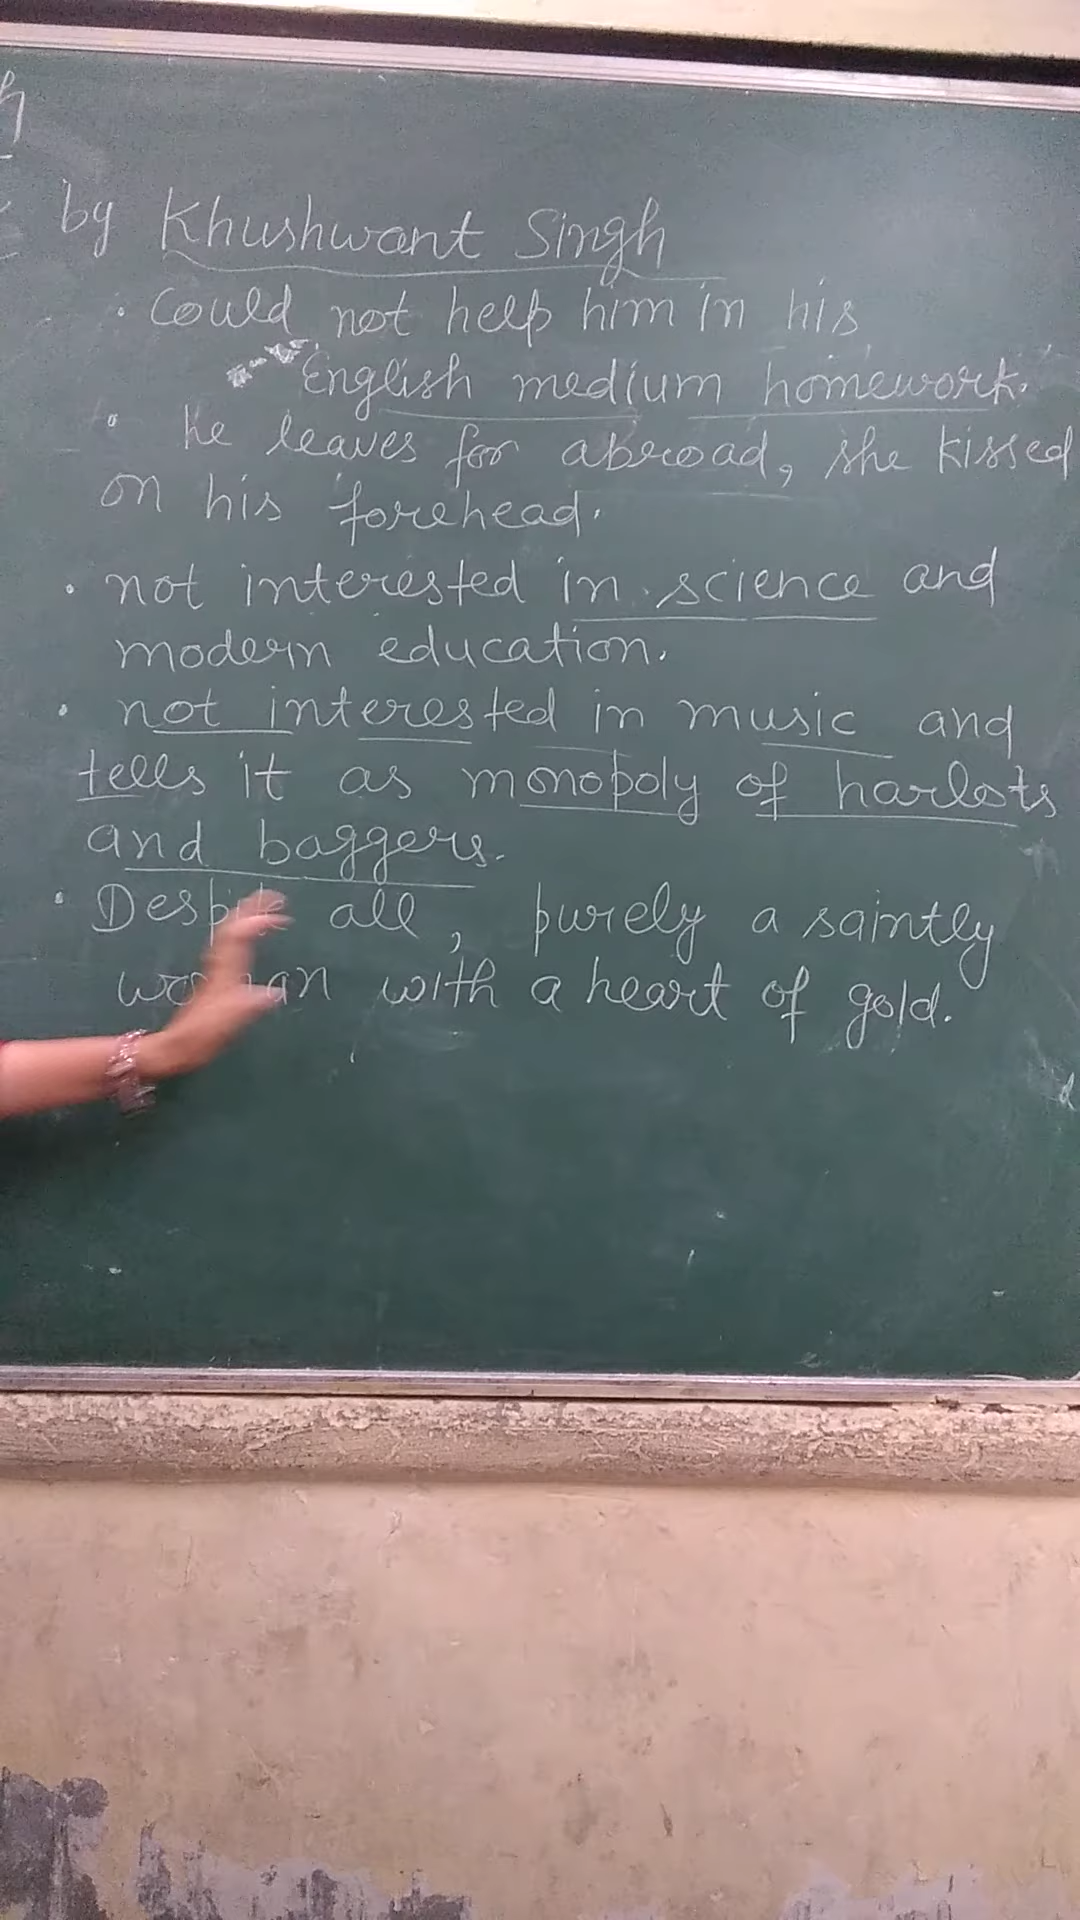 h
by Khushwant Singh
· Could not help him in his
English medium homework.
· he leaves for abroad, she kissed
on his forehead.
· not interested in science and
modern education.
· not interested in music and
tells it as monopoly of harlots
and baggers.
· Despite all, purely a saintly
woman with a heart of gold.
d